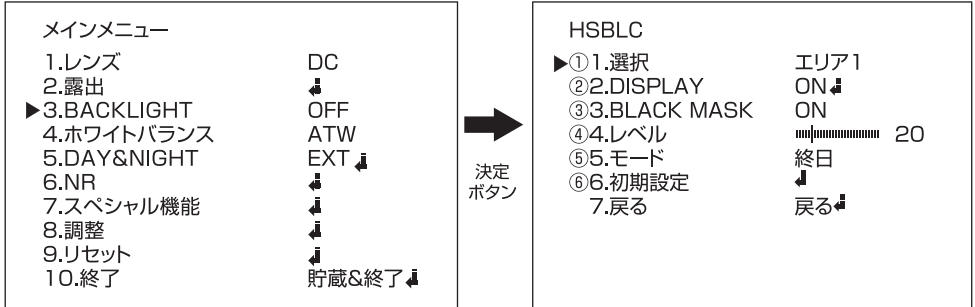 メインメニュー
1.レンズ DC
2.露出 ↲
▶3.BACKLIGHT OFF
4.ホワイトバランス ATW
5.DAY&NIGHT EXT ↲
6.NR ↲
7.スペシャル機能 ↲
8.調整 ↲
9.リセット ↲
10.終了 貯蔵&終了↲
決定
ボタン
HSBLC
▶①1.選択 エリア1
②2.DISPLAY ON↲
③3.BLACK MASK ON
④4.レベル 20
⑤5.モード 終日
⑥6.初期設定 ↲
7.戻る 戻る↲